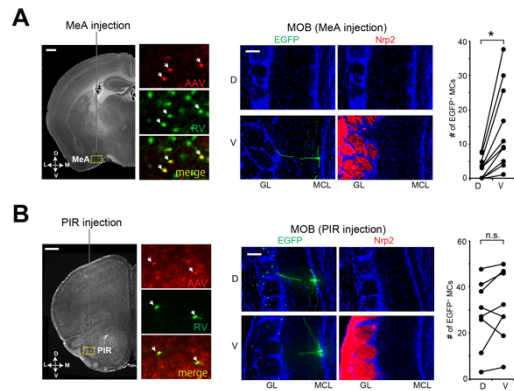 A
MeA injection
MOB (MeA injection)
EGFP
Nrp2
AAV
RV
merge
MeA
D
L
M
V
D
V
GL
MCL
GL
MCL
*
# of EGFP⁺ MCs
40
30
20
10
0
D
V
B
PIR injection
MOB (PIR injection)
EGFP
Nrp2
AAV
RV
merge
PIR
D
L
M
V
D
V
GL
MCL
GL
MCL
n.s.
# of EGFP⁺ MCs
60
40
20
0
D
V